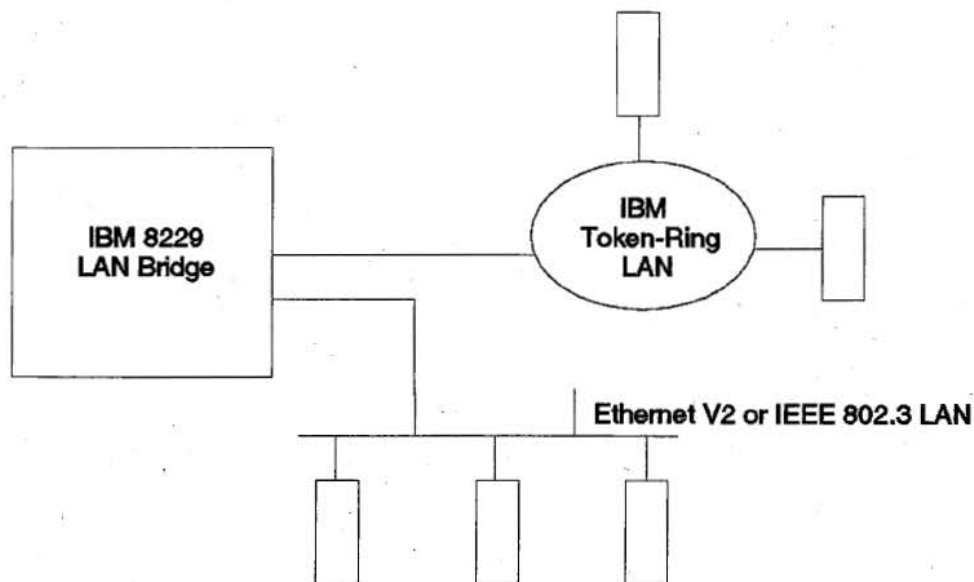 IBM 8229
LAN Bridge
IBM
Token-Ring
LAN
Ethernet V2 or IEEE 802.3 LAN